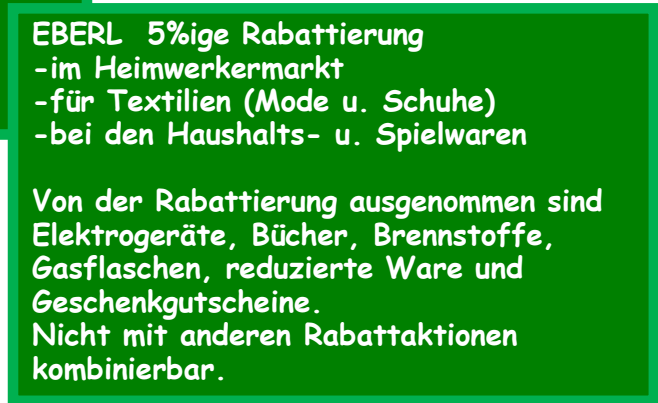 EBERL  5%ige Rabattierung
-im Heimwerkermarkt
-für Textilien (Mode u. Schuhe)
-bei den Haushalts- u. Spielwaren
Von der Rabattierung ausgenommen sind
Elektrogeräte, Bücher, Brennstoffe,
Gasflaschen, reduzierte Ware und
Geschenkgutscheine.
Nicht mit anderen Rabattaktionen
kombinierbar.